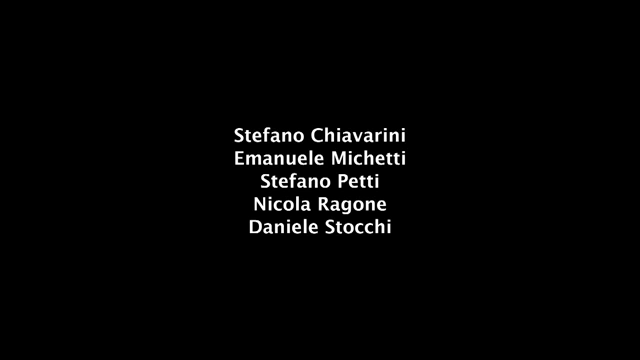 Stefano Chiavarini
Emanuele Michetti
Stefano Petti
Nicola Ragone
Daniele Stocchi